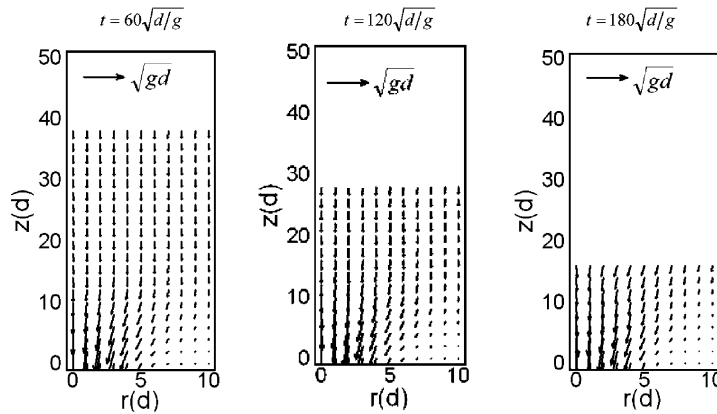 t = 60√d/g
t = 120√d/g
t = 180√d/g
50
40
30
20
10
0
z(d)
√gd
0 5 10
r(d)
50
40
30
20
10
0
z(d)
√gd
0 5 10
r(d)
50
40
30
20
10
0
z(d)
√gd
0 5 10
r(d)